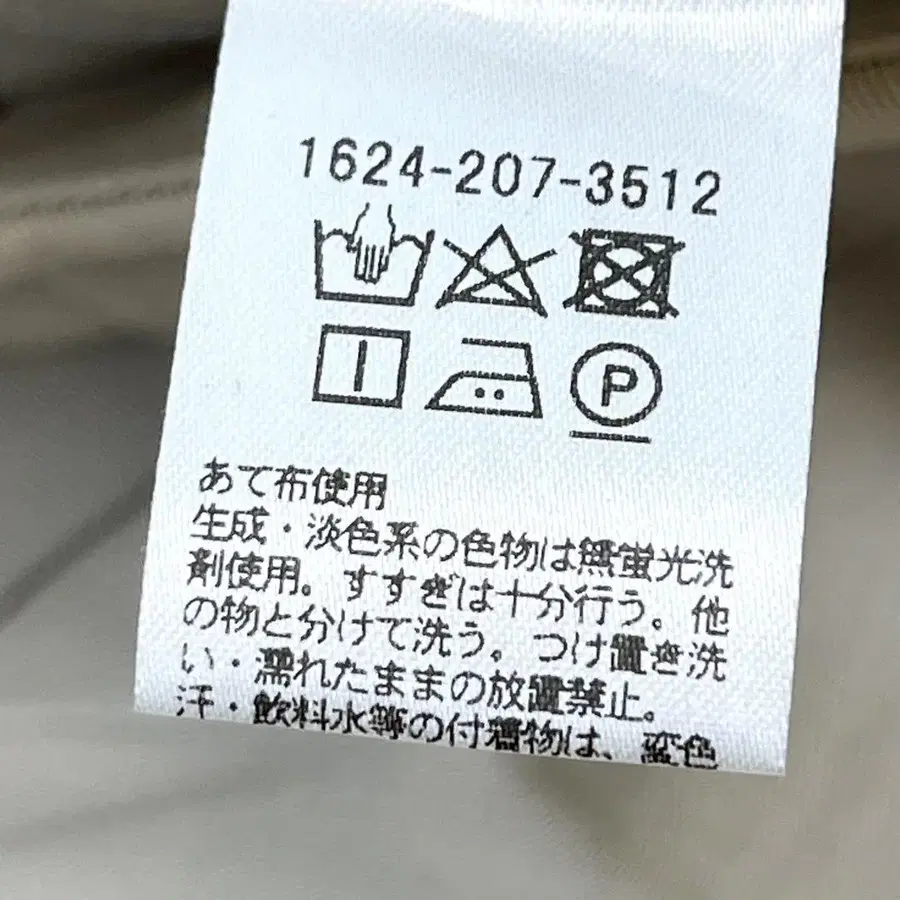 1624-207-3512
P
あて布使用
生成・淡色系の色物は無蛍光洗
剤使用。すすぎは十分行う。他
の物と分けて洗う。つけ置き洗
い・濡れたままの放置禁止。
汗・飲料水等の付着物は、変色